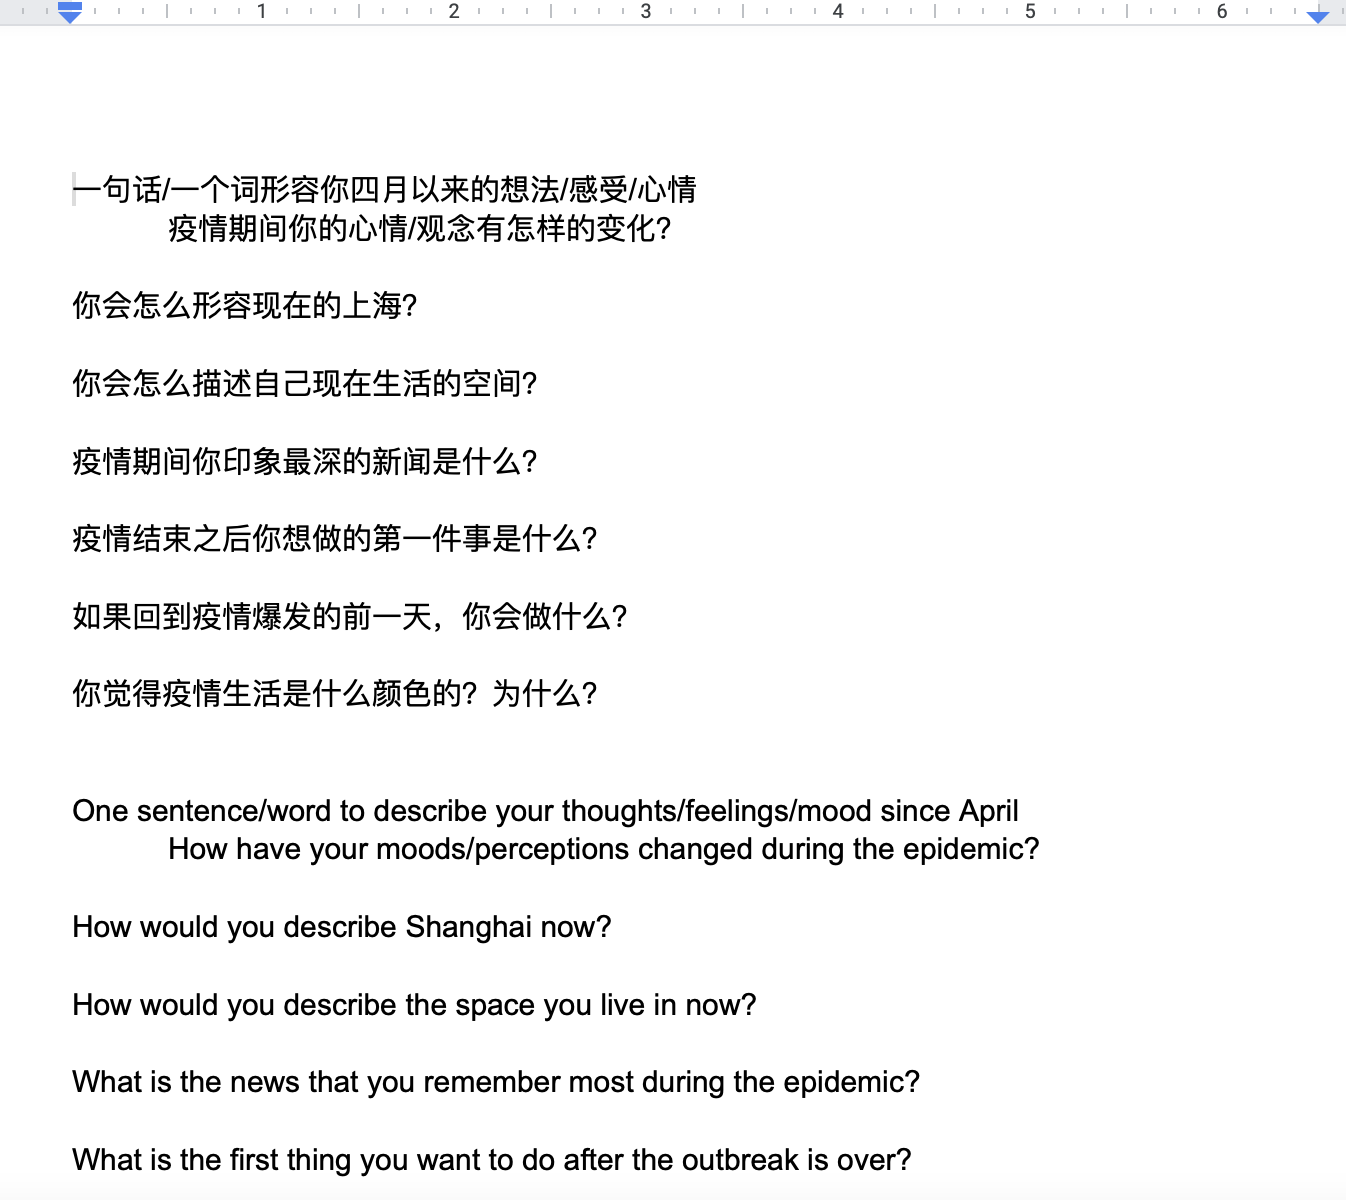 1 2 3 4 5 6
一句话/一个词形容你四月以来的想法/感受/心情
疫情期间你的心情/观念有怎样的变化?
你会怎么形容现在的上海?
你会怎么描述自己现在生活的空间?
疫情期间你印象最深的新闻是什么?
疫情结束之后你想做的第一件事是什么?
如果回到疫情爆发的前一天，你会做什么?
你觉得疫情生活是什么颜色的? 为什么?
One sentence/word to describe your thoughts/feelings/mood since April
How have your moods/perceptions changed during the epidemic?
How would you describe Shanghai now?
How would you describe the space you live in now?
What is the news that you remember most during the epidemic?
What is the first thing you want to do after the outbreak is over?